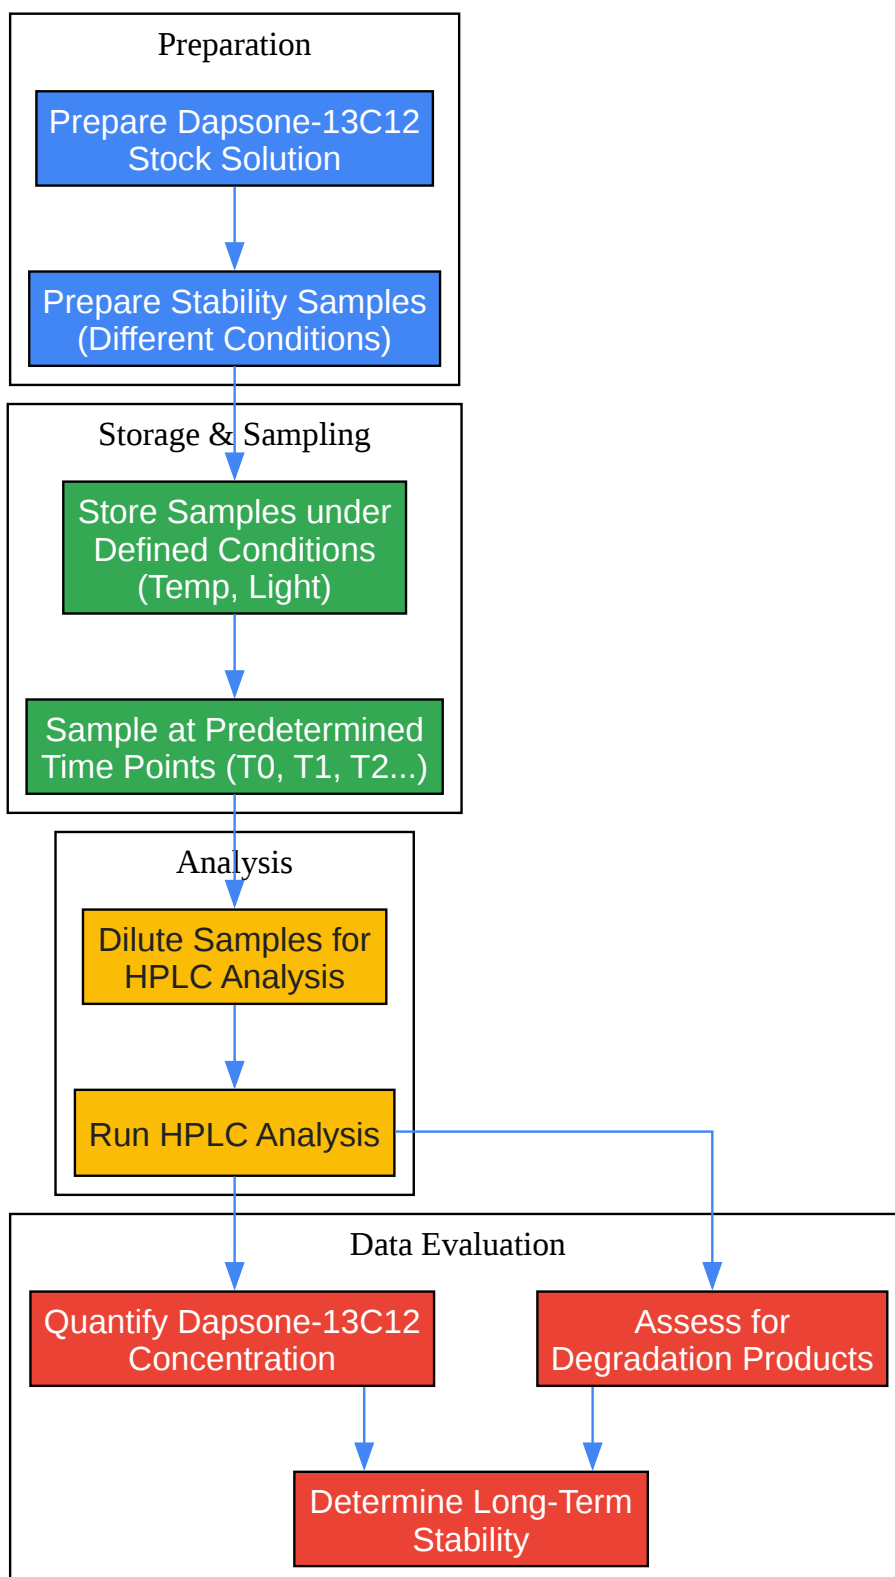 Preparation
Prepare Dapsone-13C12
Stock Solution
Prepare Stability Samples
(Different Conditions)
Storage & Sampling
Store Samples under
Defined Conditions
(Temp, Light)
Sample at Predetermined
Time Points (T0, T1, T2...)
Analysis
Dilute Samples for
HPLC Analysis
Run HPLC Analysis
Data Evaluation
Quantify Dapsone-13C12
Concentration
Assess for
Degradation Products
Determine Long-Term
Stability